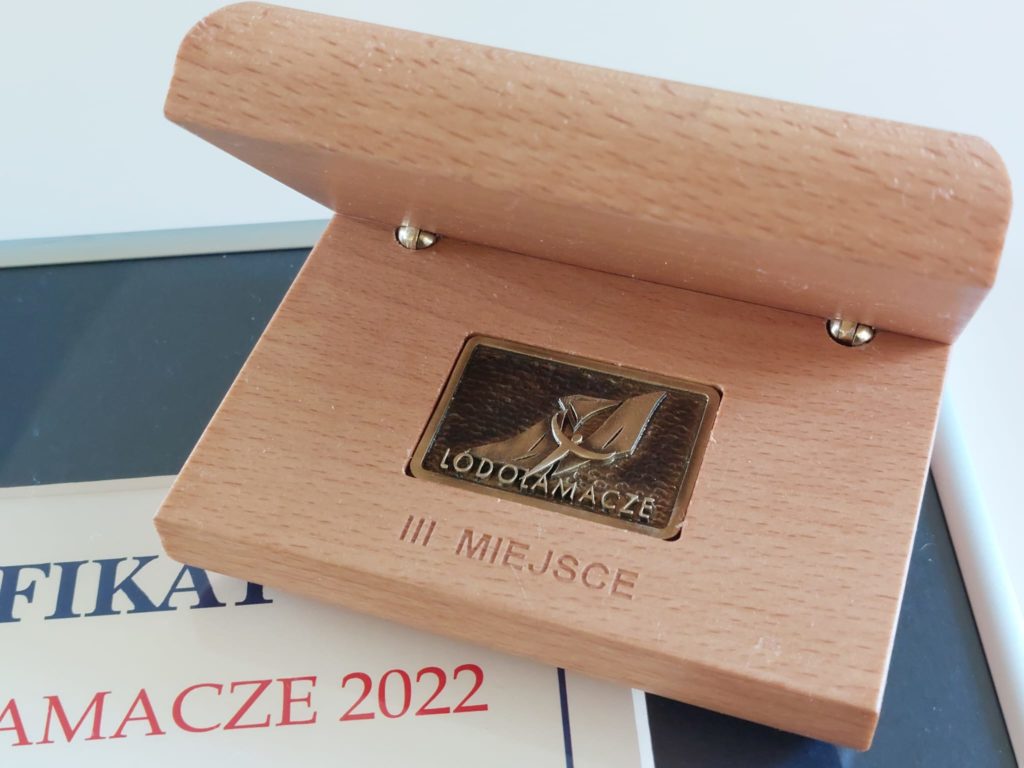 LODOŁAMACZE
III MIEJSCE
FIKAT
AMACZE 2022